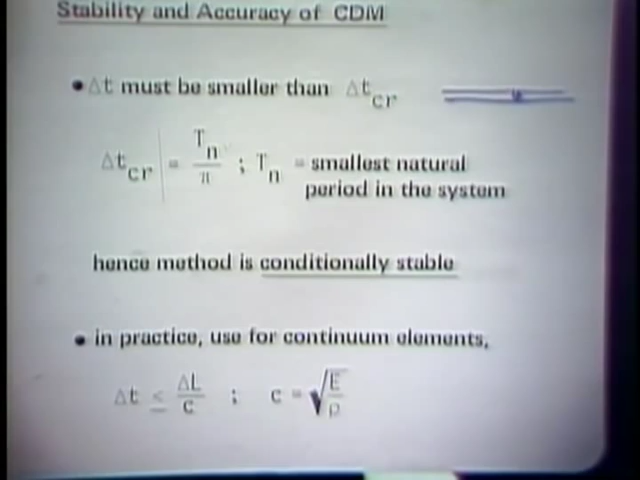 Stability and Accuracy of CDM
• Δt must be smaller than Δt_cr
Δt_cr = T_n / π ; T_n = smallest natural
period in the system
hence method is conditionally stable
• in practice, use for continuum elements,
Δt ≤ ΔL / c ; c = √(E / ρ)